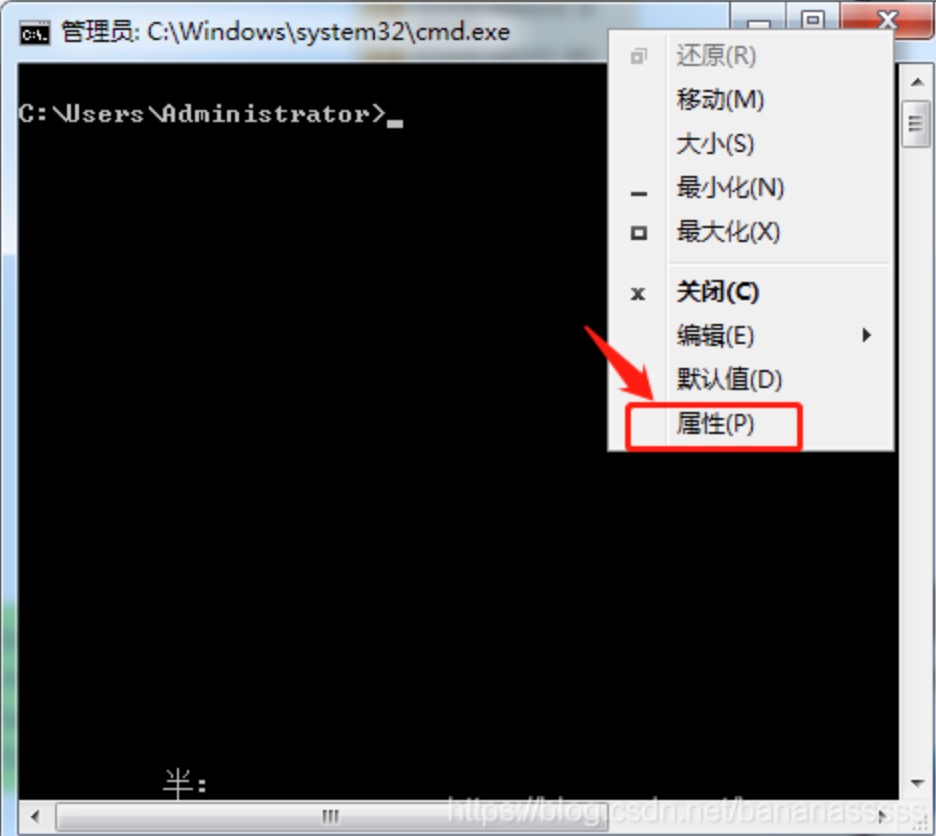 管理员: C:\Windows\system32\cmd.exe
C:\Users\Administrator>
还原(R)
移动(M)
大小(S)
最小化(N)
最大化(X)
关闭(C)
编辑(E)
默认值(D)
属性(P)
半:
https://blog.csdn.net/bananasssss